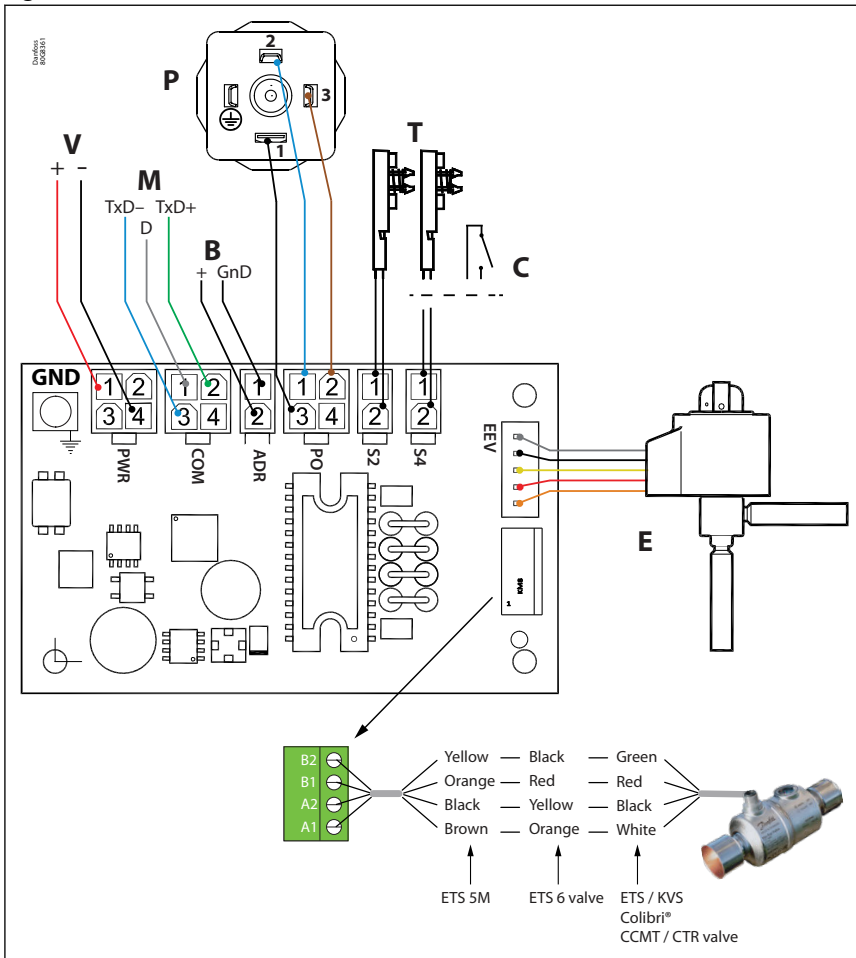 Danfoss
80G8361
P
2
3
1
V
+ –
M
TxD– TxD+
D
B
+ GnD
T
C
GND
1 2
3 4
PWR
1 2
3 4
COM
1
2
ADR
1 2
3 4
PO
1
2
S2
1
2
S4
EEV
E
KMS
1
B2 Yellow — Black — Green
B1 Orange — Red — Red
A2 Black — Yellow — Black
A1 Brown — Orange — White
ETS 5M
ETS 6 valve
ETS / KVS
Colibri®
CCMT / CTR valve